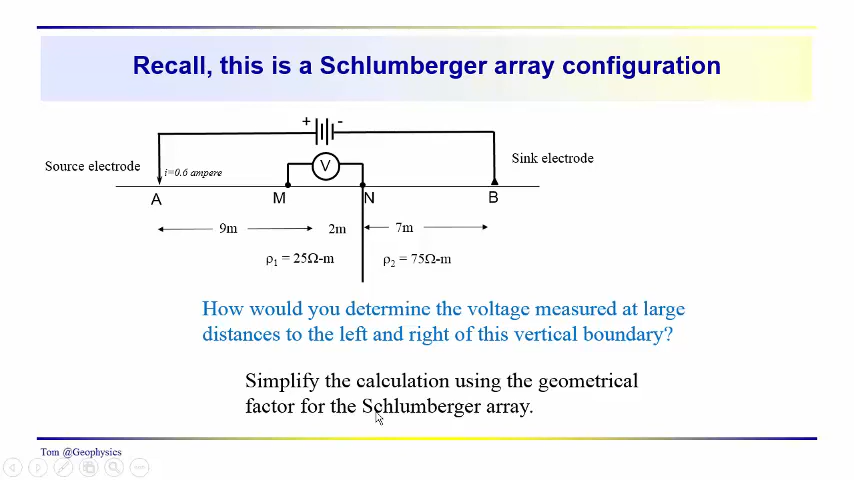 Recall, this is a Schlumberger array configuration
+ -
Source electrode
i=0.6 ampere
V
Sink electrode
A M N B
9m 2m 7m
ρ1 = 25Ω-m ρ2 = 75Ω-m
How would you determine the voltage measured at large
distances to the left and right of this vertical boundary?
Simplify the calculation using the geometrical
factor for the Schlumberger array.
Tom @Geophysics